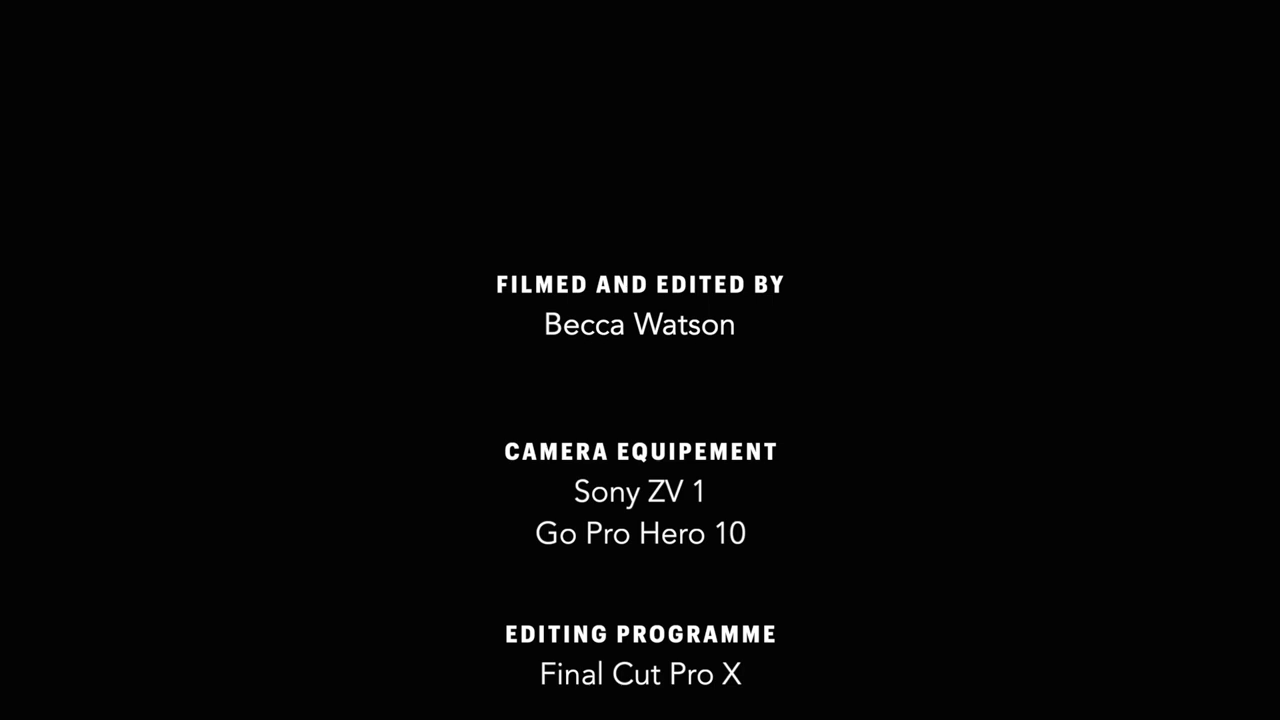 FILMED AND EDITED BY
Becca Watson
CAMERA EQUIPEMENT
Sony ZV 1
Go Pro Hero 10
EDITING PROGRAMME
Final Cut Pro X